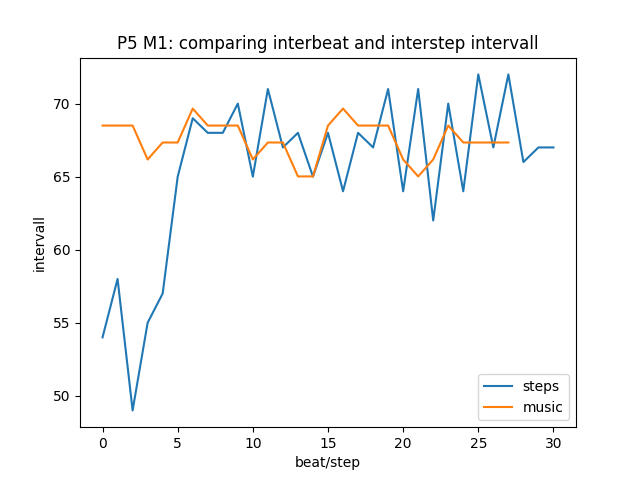 P5 M1: comparing interbeat and interstep intervall
intervall
70
65
60
55
50
0 5 10 15 20 25 30
beat/step
steps
music